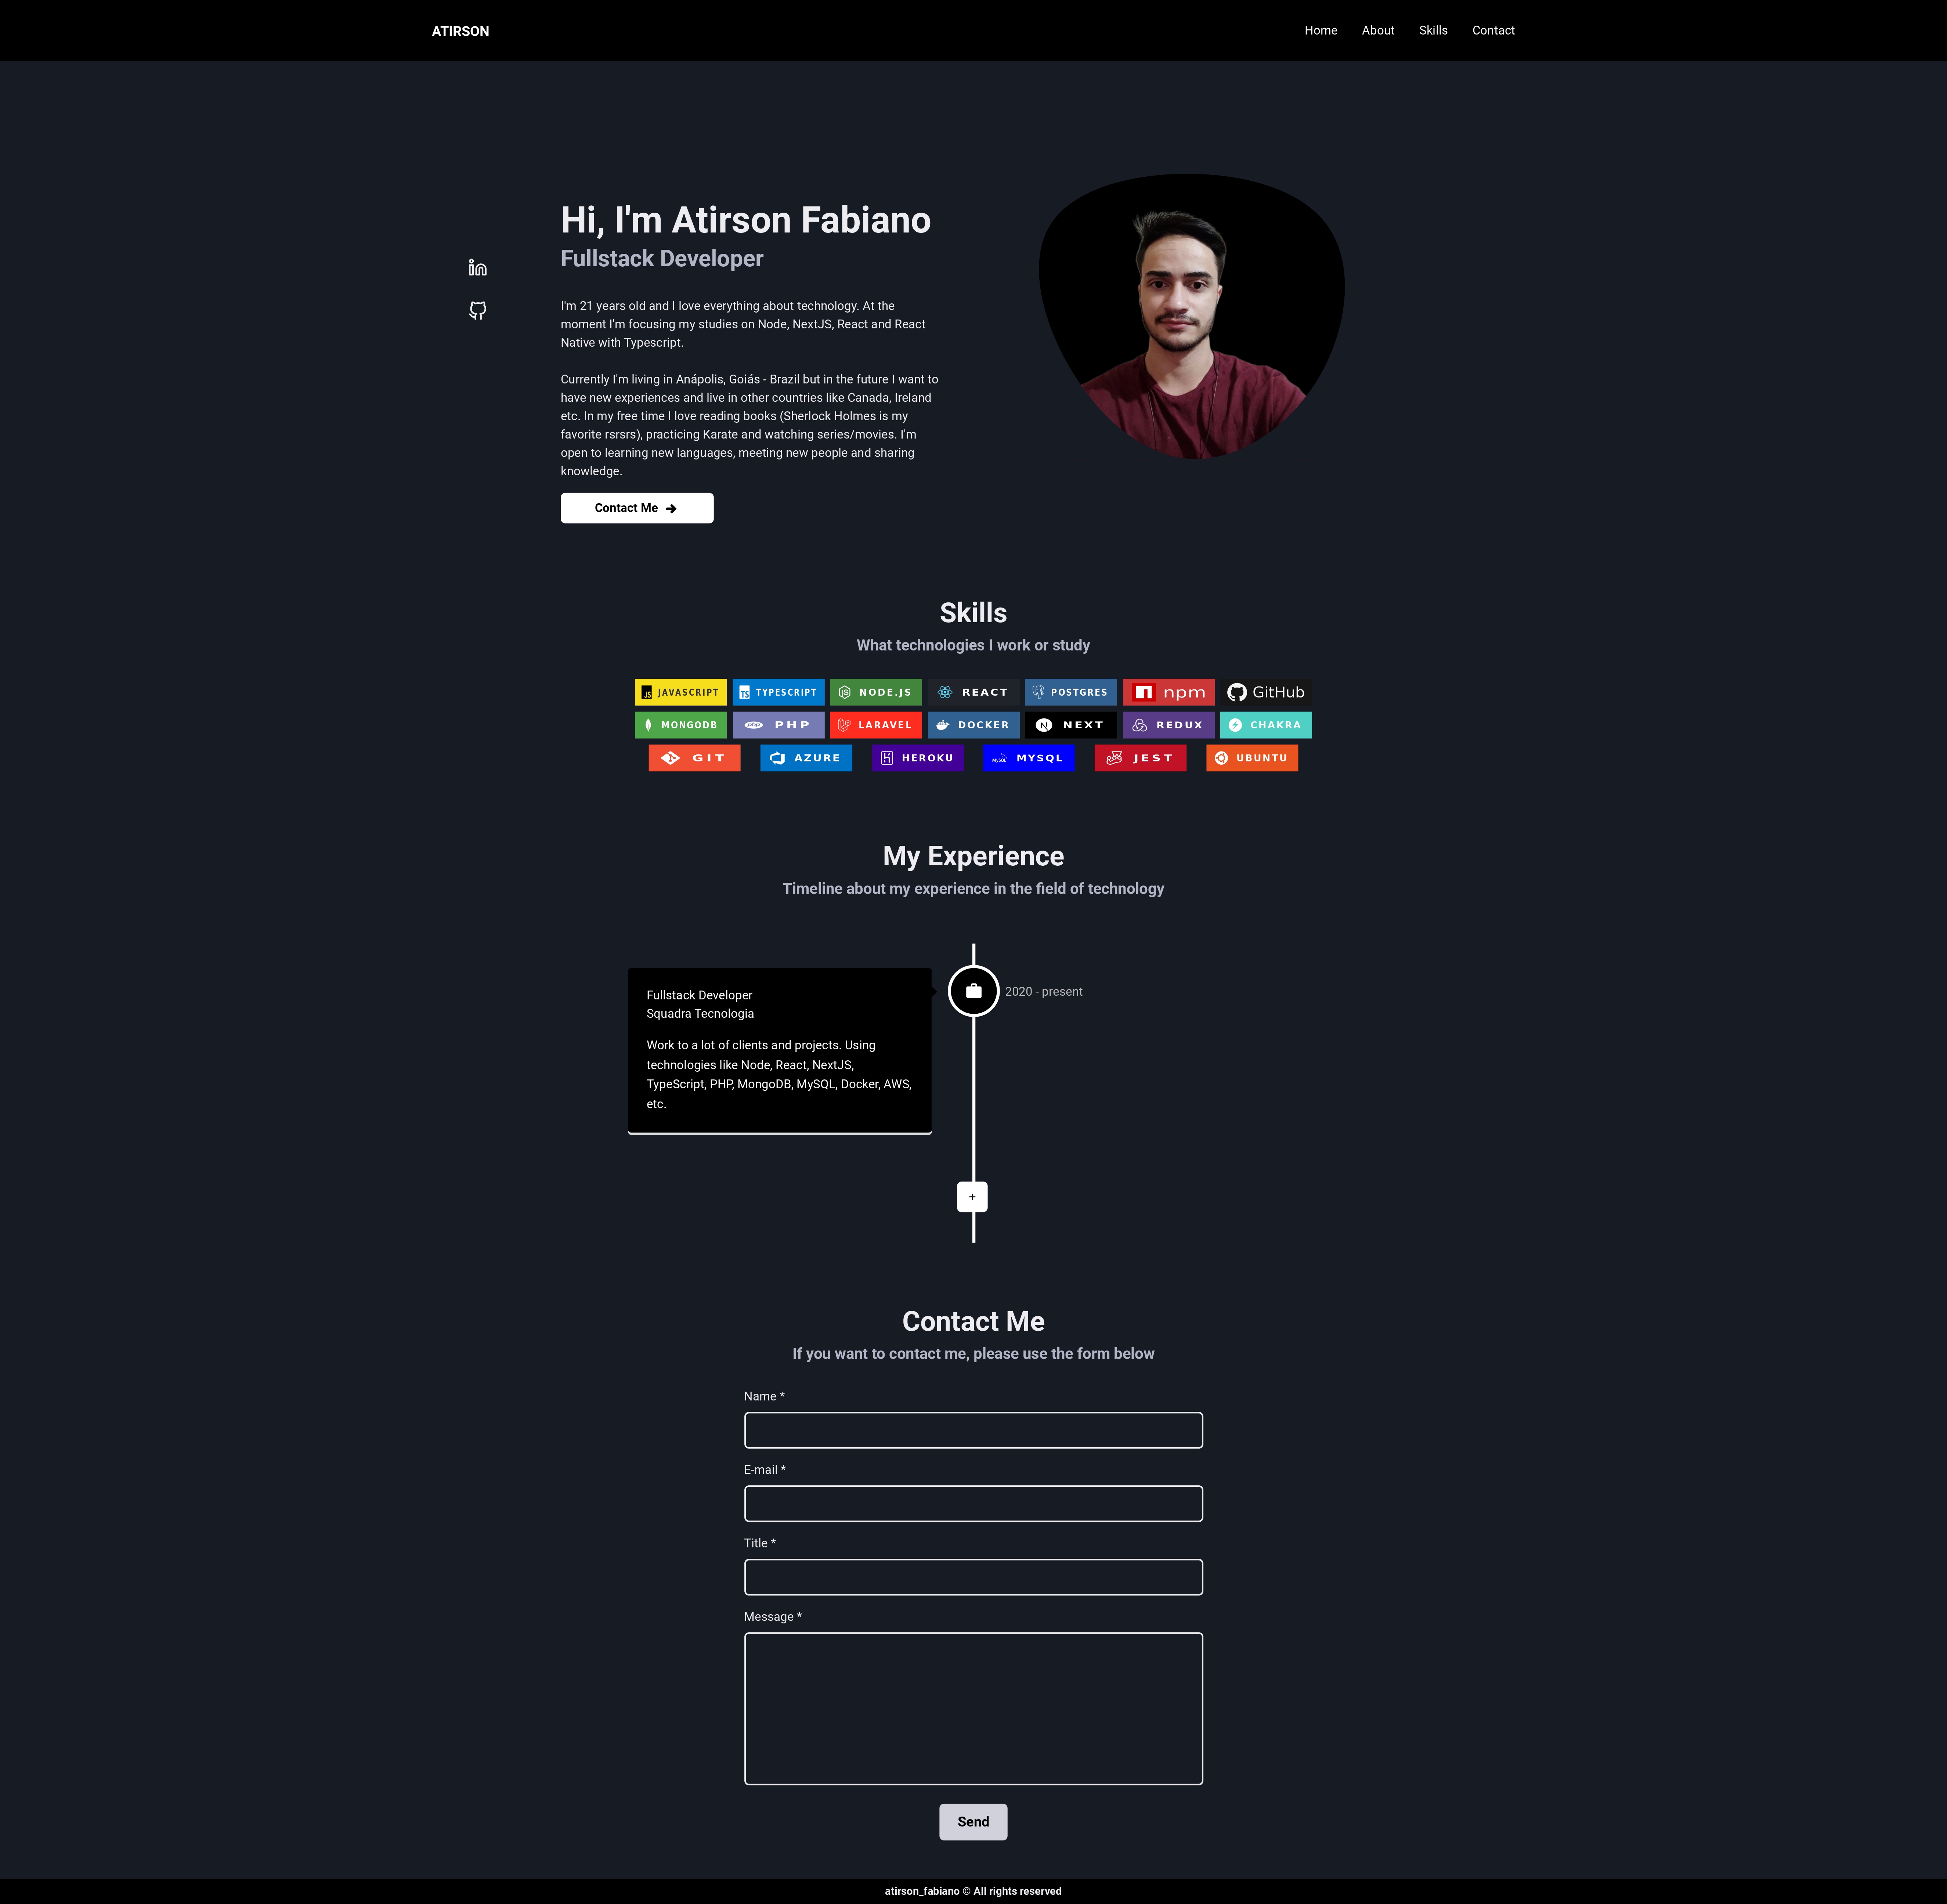 ATIRSON
Home About Skills Contact
Hi, I'm Atirson Fabiano
Fullstack Developer
I'm 21 years old and I love everything about technology. At the
moment I'm focusing my studies on Node, NextJS, React and React
Native with Typescript.
Currently I'm living in Anápolis, Goiás - Brazil but in the future I want to
have new experiences and live in other countries like Canada, Ireland
etc. In my free time I love reading books (Sherlock Holmes is my
favorite rsrsrs), practicing Karate and watching series/movies. I'm
open to learning new languages, meeting new people and sharing
knowledge.
Contact Me
Skills
What technologies I work or study
JS JAVASCRIPT TS TYPESCRIPT JS NODE.JS REACT POSTGRES npm GitHub
MONGODB php PHP LARAVEL DOCKER N NEXT REDUX CHAKRA
GIT AZURE HEROKU MySQL MYSQL JEST UBUNTU
My Experience
Timeline about my experience in the field of technology
2020 - present
Fullstack Developer
Squadra Tecnologia
Work to a lot of clients and projects. Using
technologies like Node, React, NextJS,
TypeScript, PHP, MongoDB, MySQL, Docker, AWS,
etc.
+
Contact Me
If you want to contact me, please use the form below
Name *
E-mail *
Title *
Message *
Send
atirson_fabiano © All rights reserved